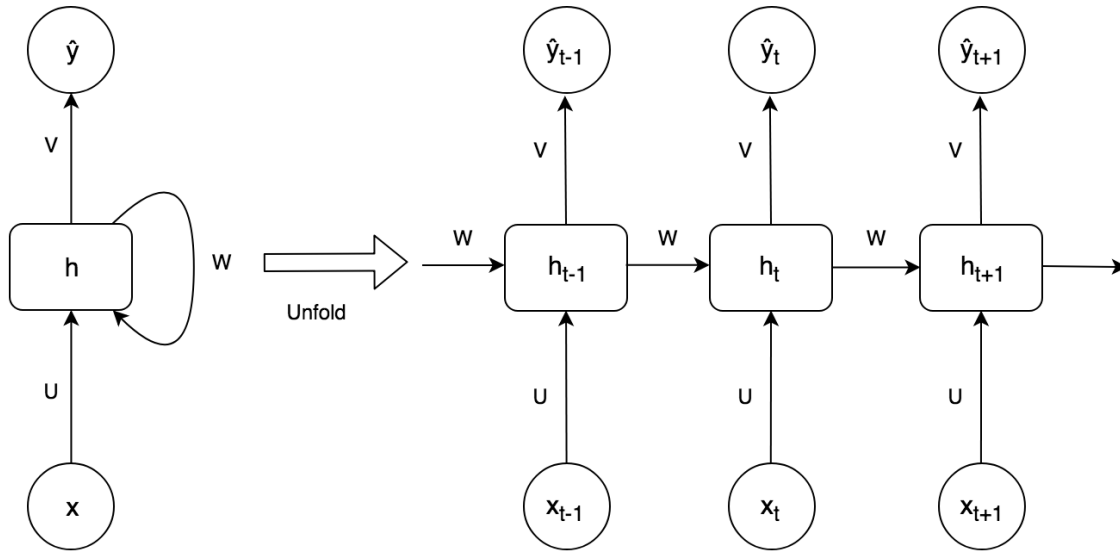 ŷ
V
h
W
U
x
Unfold
ŷt-1
ŷt
ŷt+1
V
V
V
W
W
W
ht-1
ht
ht+1
U
U
U
xt-1
xt
xt+1